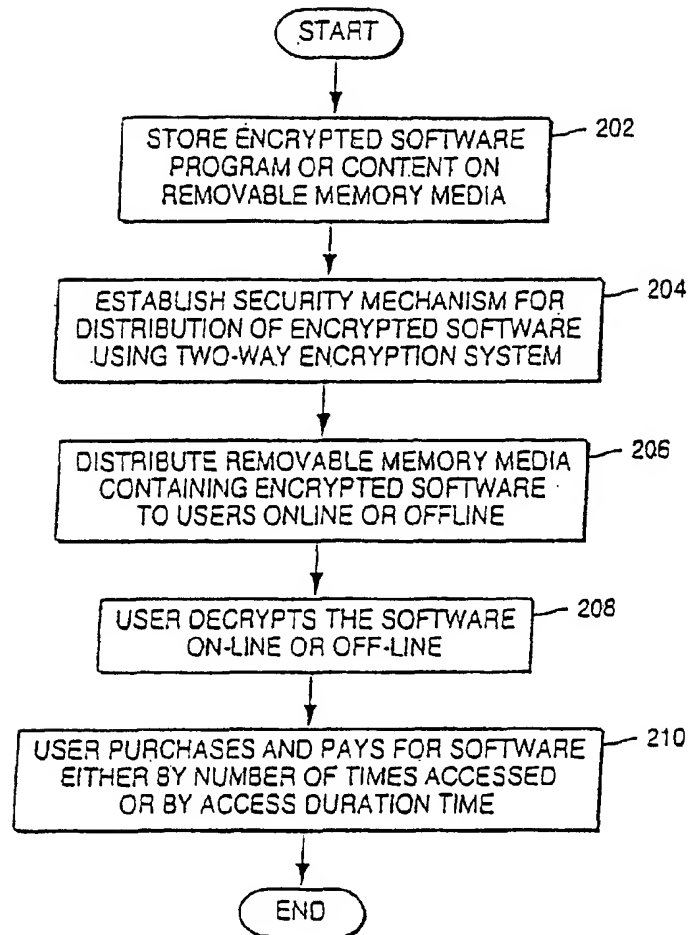 START
STORE ENCRYPTED SOFTWARE
PROGRAM OR CONTENT ON
REMOVABLE MEMORY MEDIA
202
ESTABLISH SECURITY MECHANISM FOR
DISTRIBUTION OF ENCRYPTED SOFTWARE
USING TWO-WAY ENCRYPTION SYSTEM
204
DISTRIBUTE REMOVABLE MEMORY MEDIA
CONTAINING ENCRYPTED SOFTWARE
TO USERS ONLINE OR OFFLINE
206
USER DECRYPTS THE SOFTWARE
ON-LINE OR OFF-LINE
208
USER PURCHASES AND PAYS FOR SOFTWARE
EITHER BY NUMBER OF TIMES ACCESSED
OR BY ACCESS DURATION TIME
210
END